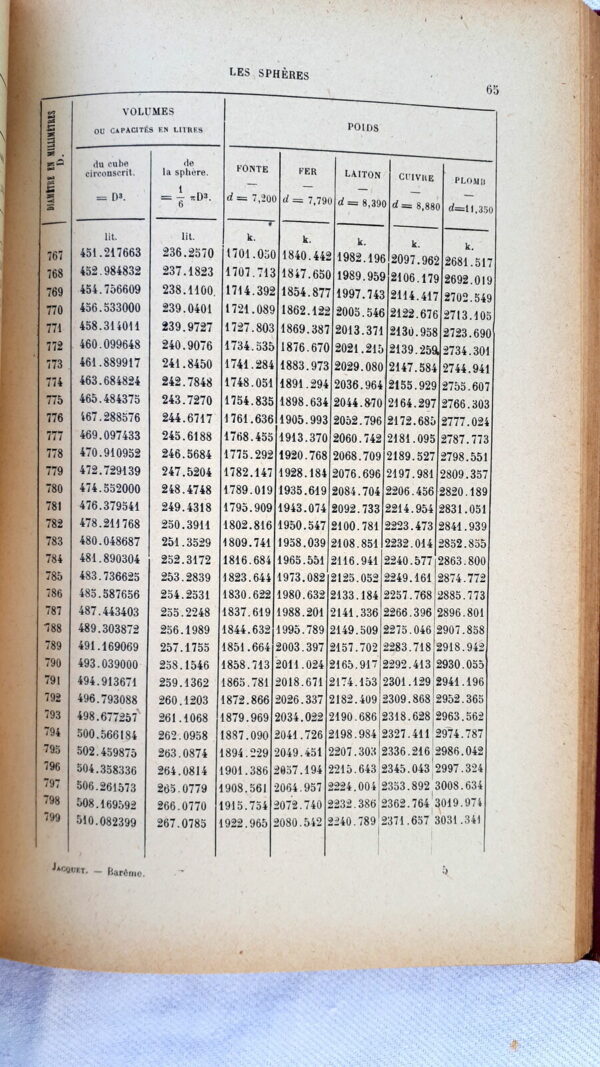 LES SPHÈRES
65
DIAMÈTRE EN MILLIMÈTRES D.
VOLUMES
OU CAPACITÉS EN LITRES
POIDS
du cube circonscrit. = D³.
de la sphère. = 1/6 πD³.
FONTE — d = 7,200
FER — d = 7,790
LAITON — d = 8,390
CUIVRE — d = 8,880
PLOMB — d=11,350
lit. lit. k. k. k. k. k.
767 451.217663 236.2570 1701.050 1840.442 1982.196 2097.962 2681.517
768 452.984832 237.1823 1707.713 1847.650 1989.959 2106.179 2692.019
769 454.756609 238.1100 1714.392 1854.877 1997.743 2114.417 2702.549
770 456.533000 239.0401 1721.089 1862.122 2005.546 2122.676 2713.105
771 458.314011 239.9727 1727.803 1869.387 2013.371 2130.958 2723.690
772 460.099648 240.9076 1734.535 1876.670 2021.215 2139.259 2734.301
773 461.889917 241.8450 1741.284 1883.973 2029.080 2147.584 2744.941
774 463.684824 242.7848 1748.051 1891.294 2036.964 2155.929 2755.607
775 465.484375 243.7270 1754.835 1898.634 2044.870 2164.297 2766.303
776 467.288576 244.6717 1761.636 1905.993 2052.796 2172.685 2777.024
777 469.097433 245.6188 1768.455 1913.370 2060.742 2181.095 2787.773
778 470.910952 246.5684 1775.292 1920.768 2068.709 2189.527 2798.551
779 472.729139 247.5204 1782.147 1928.184 2076.696 2197.981 2809.357
780 474.552000 248.4748 1789.019 1935.619 2084.704 2206.456 2820.189
781 476.379541 249.4318 1795.909 1943.074 2092.733 2214.954 2831.051
782 478.211768 250.3911 1802.816 1950.547 2100.781 2223.473 2841.939
783 480.048687 251.3529 1809.741 1958.039 2108.851 2232.014 2852.855
784 481.890304 252.3172 1816.684 1965.551 2116.941 2240.577 2863.800
785 483.736625 253.2839 1823.644 1973.082 2125.052 2249.161 2874.772
786 485.587656 254.2531 1830.622 1980.632 2133.184 2257.768 2885.773
787 487.443403 255.2248 1837.619 1988.201 2141.336 2266.396 2896.801
788 489.303872 256.1989 1844.632 1995.789 2149.509 2275.046 2907.858
789 491.169069 257.1755 1851.664 2003.397 2157.702 2283.718 2918.942
790 493.039000 258.1546 1858.713 2011.024 2165.917 2292.413 2930.055
791 494.913671 259.1362 1865.781 2018.671 2174.153 2301.129 2941.196
792 496.793088 260.1203 1872.866 2026.337 2182.409 2309.868 2952.365
793 498.677257 261.1068 1879.969 2034.022 2190.686 2318.628 2963.562
794 500.566184 262.0958 1887.090 2041.726 2198.984 2327.411 2974.787
795 502.459875 263.0874 1894.229 2049.451 2207.303 2336.216 2986.042
796 504.358336 264.0814 1901.386 2057.194 2215.643 2345.043 2997.324
797 506.261573 265.0779 1908.561 2064.957 2224.004 2353.892 3008.634
798 508.169592 266.0770 1915.754 2072.740 2232.386 2362.764 3019.974
799 510.082399 267.0785 1922.965 2080.542 2240.789 2371.657 3031.341
JACQUET. — Barême.
5